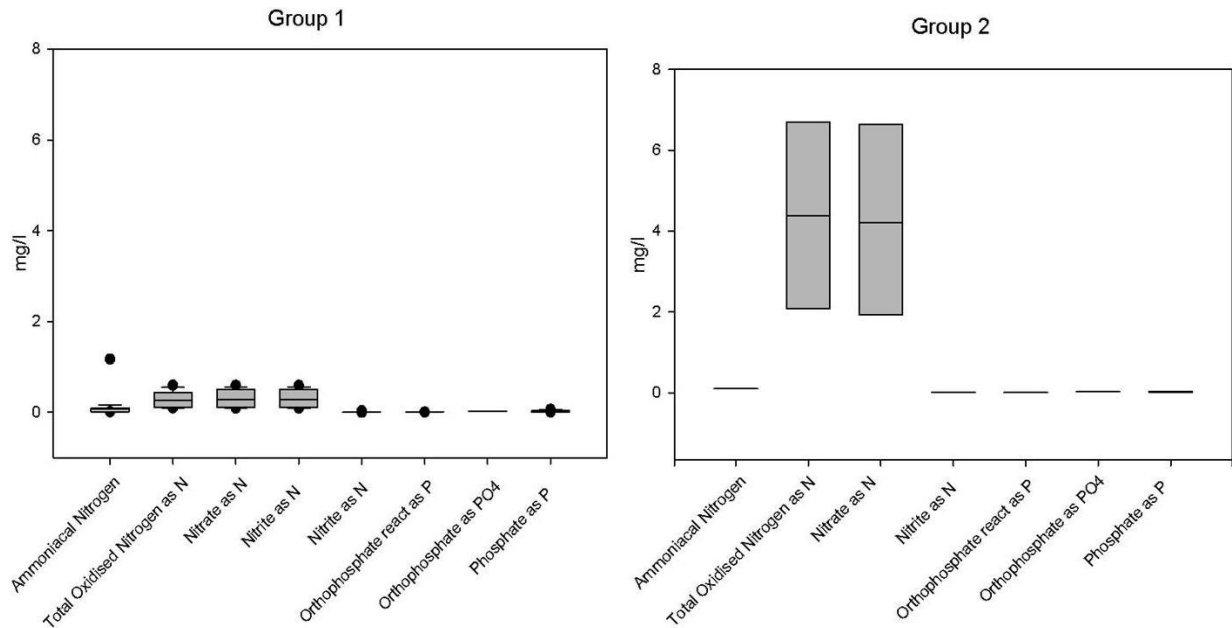 Group 1
8
6
4
2
0
mg/l
Ammoniacal Nitrogen
Total Oxidised Nitrogen as N
Nitrate as N
Nitrite as N
Nitrite as N
Orthophosphate react as P
Orthophosphate as PO4
Phosphate as P
Group 2
8
6
4
2
0
mg/l
Ammoniacal Nitrogen
Total Oxidised Nitrogen as N
Nitrate as N
Nitrite as N
Orthophosphate react as P
Orthophosphate as PO4
Phosphate as P